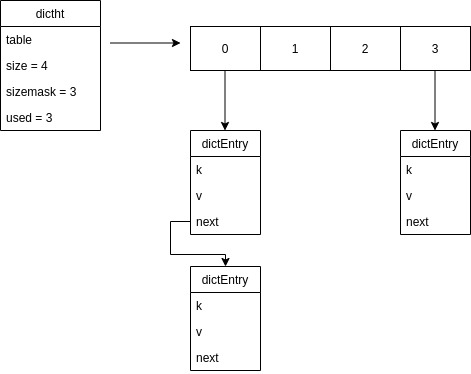 dictht
table
size = 4
sizemask = 3
used = 3
0 1 2 3
dictEntry
k
v
next
dictEntry
k
v
next
dictEntry
k
v
next